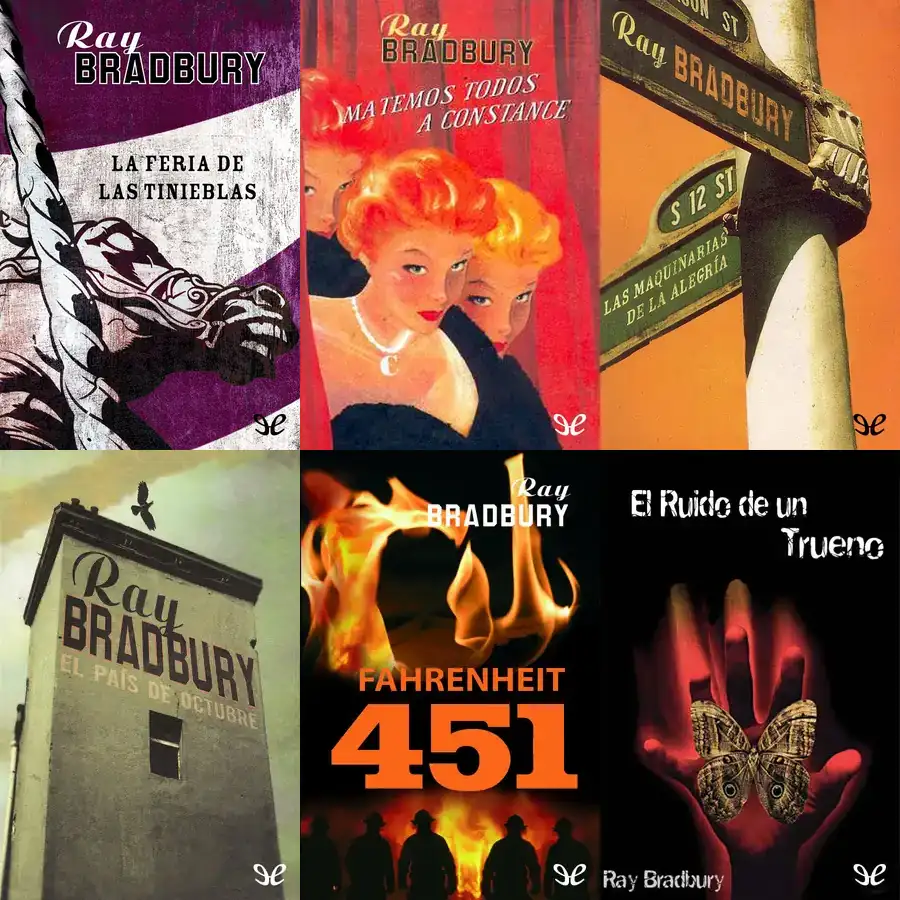 Ray
BRADBURY
LA FERIA DE
LAS TINIEBLAS
Ray
BRADBURY
MATEMOS TODOS
A CONSTANCE
C
ST
Ray BRADBURY
S 12 ST
LAS MAQUINARIAS
DE LA ALEGRÍA
Ray
BRADBURY
EL PAÍS DE OCTUBRE
Ray
BRADBURY
FAHRENHEIT
451
El Ruido de un
Trueno
Ray Bradbury